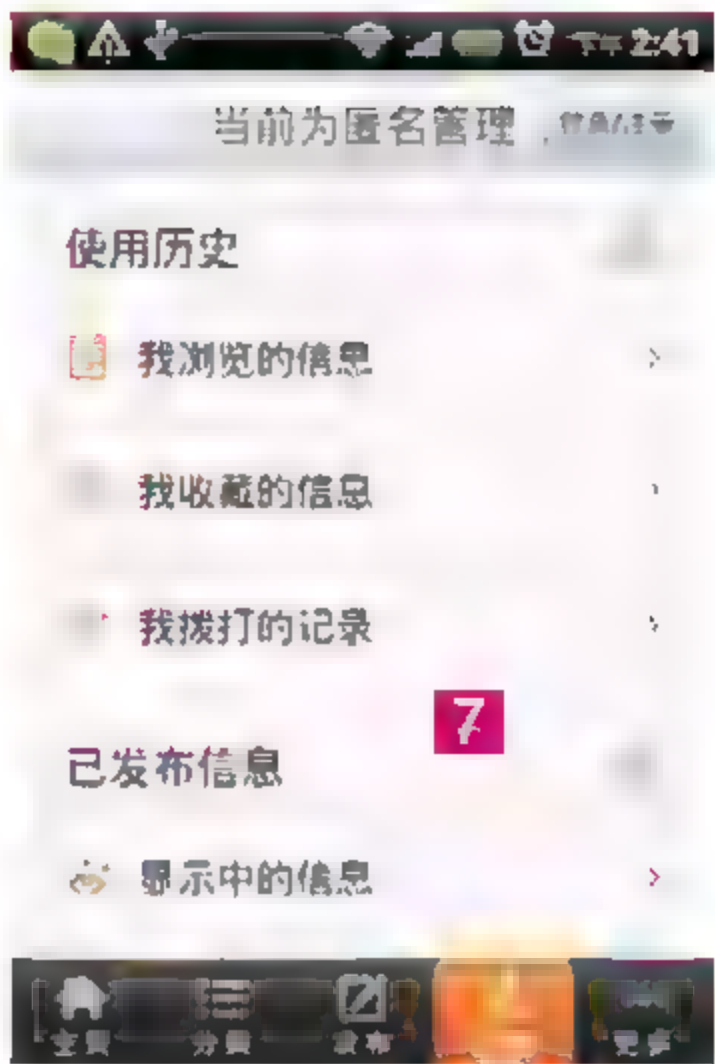 2:41
当前为匿名管理
使用历史
我浏览的信息
我收藏的信息
我拨打的记录
7
已发布信息
显示中的信息